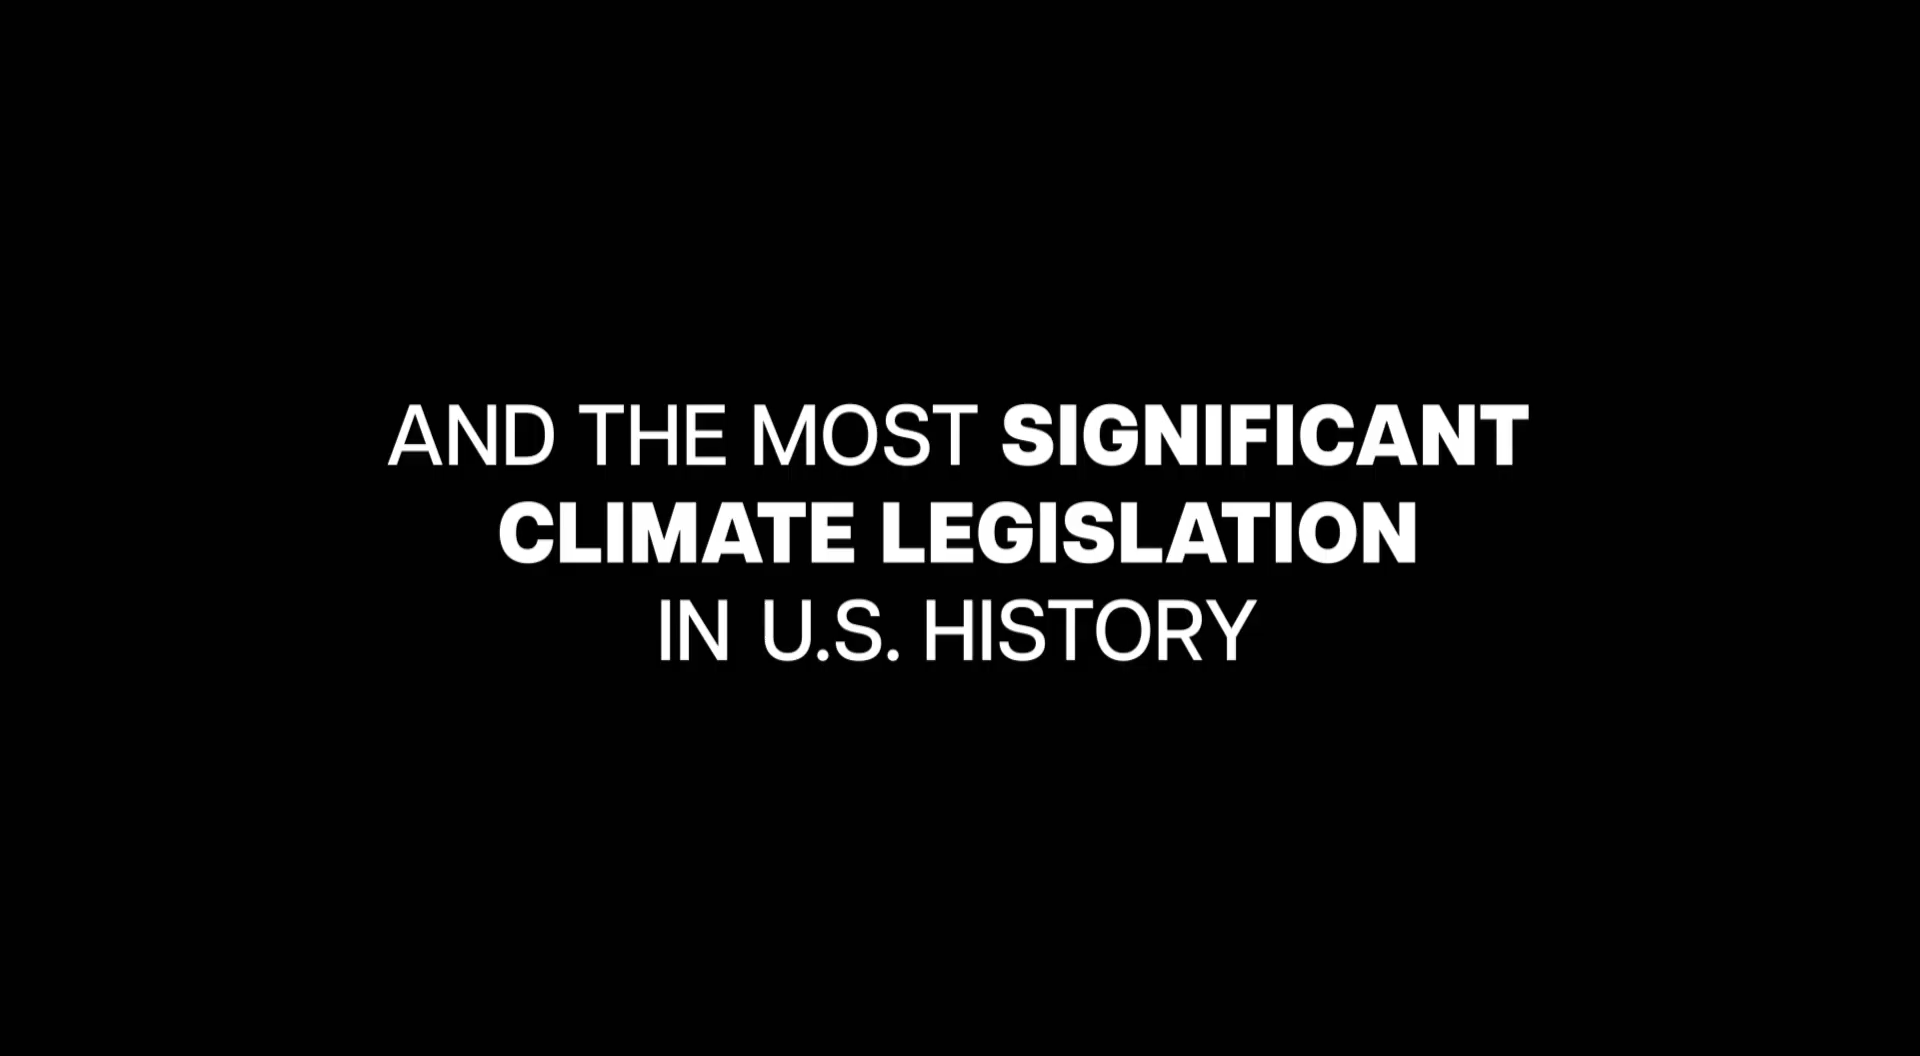 AND THE MOST SIGNIFICANT
CLIMATE LEGISLATION
IN U.S. HISTORY